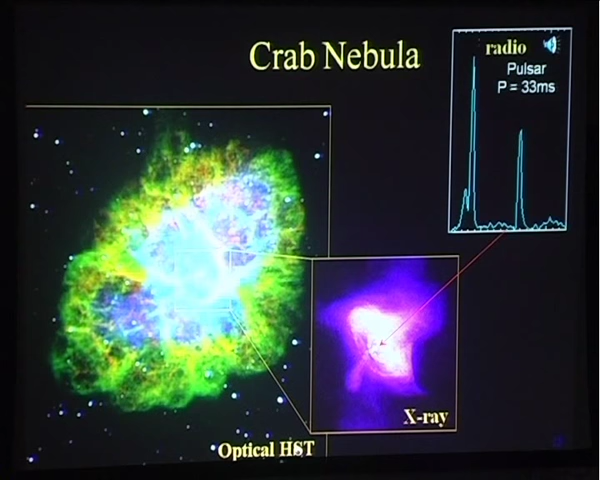 Crab Nebula
radio
Pulsar
P = 33ms
X-ray
Optical HST